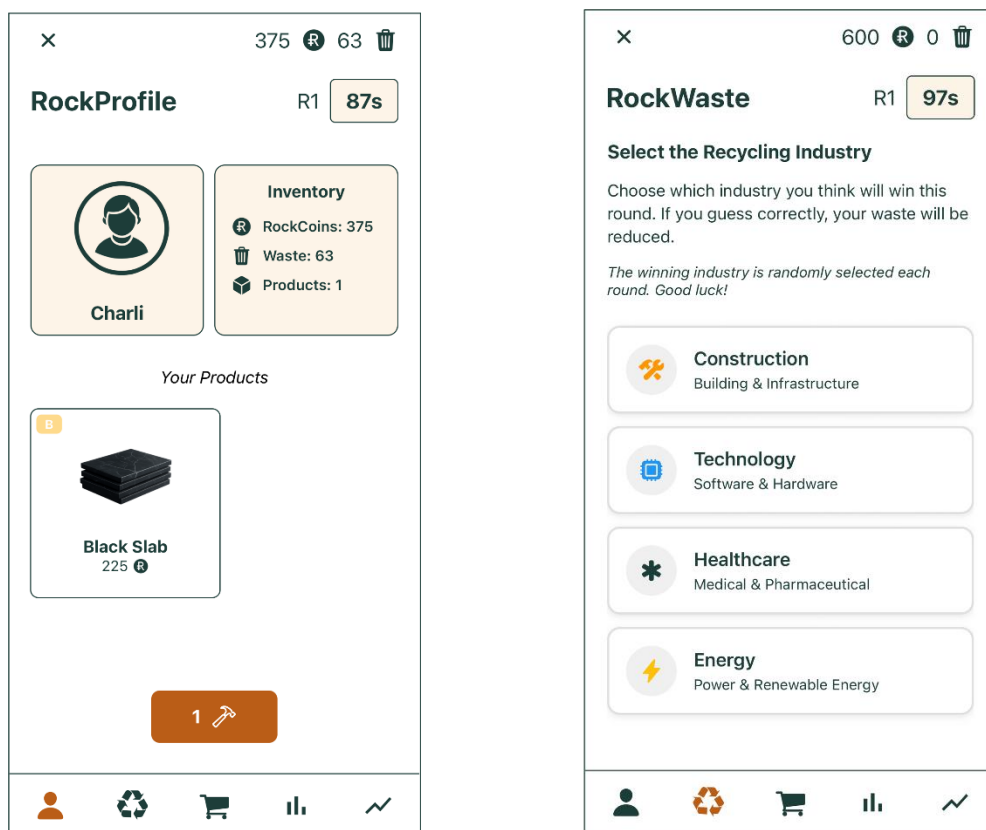 375 63
RockProfile R1 87s
Charli
Inventory
RockCoins: 375
Waste: 63
Products: 1
Your Products
B
Black Slab
225
1
600 0
RockWaste R1 97s
Select the Recycling Industry
Choose which industry you think will win this
round. If you guess correctly, your waste will be
reduced.
The winning industry is randomly selected each
round. Good luck!
Construction
Building & Infrastructure
Technology
Software & Hardware
Healthcare
Medical & Pharmaceutical
Energy
Power & Renewable Energy